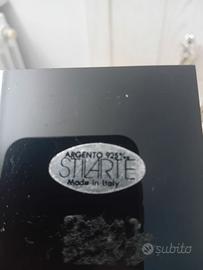 ARGENTO 925‰
STILARTE
Made in Italy
subito